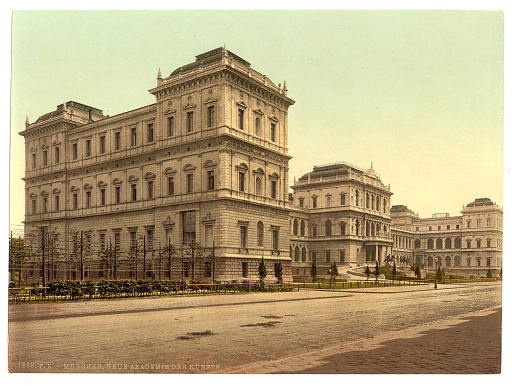 P. Z. - MÜNCHEN. NEUE AKADEMIE DER KÜNSTE